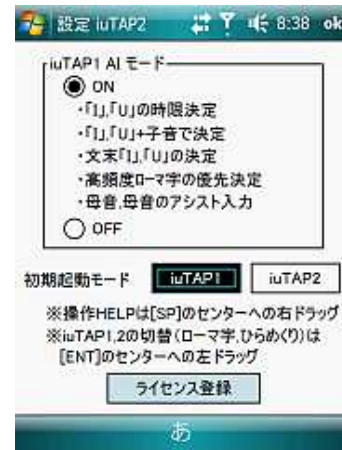 設定 iuTAP2 8:38 ok
iuTAP1 AI モード
ON
・「I」,「U」の時限決定
・「I」,「U」+子音で決定
・文末「I」,「U」の決定
・高頻度ローマ字の優先決定
・母音,母音のアシスト入力
OFF
初期起動モード iuTAP1 iuTAP2
※操作HELPは[SP]のセンターへの右ドラッグ
※iuTAP1,2の切替(ローマ字,ひらめくり)は
[ENT]のセンターへの左ドラッグ
ライセンス登録
あ